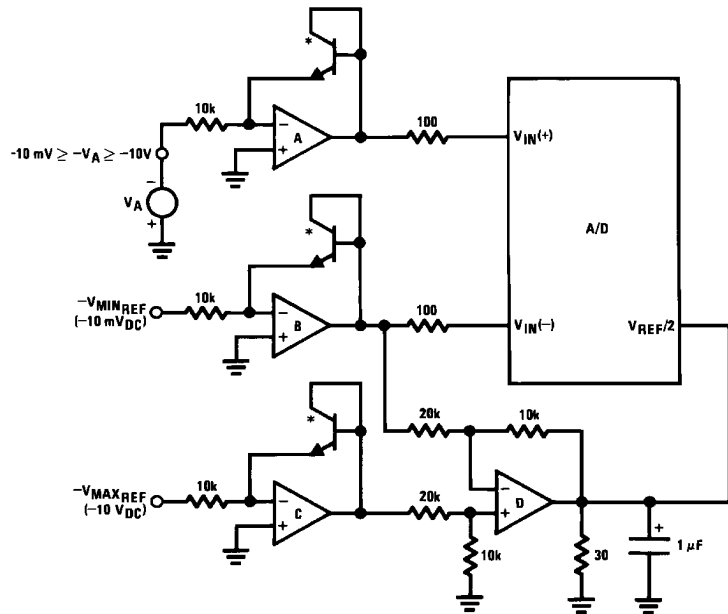 *
10k
−
A
+
100
VIN(+)
-10 mV ≥ -VA ≥ -10V
−
VA
+
A/D
*
−VMINREF
(−10 mVDC)
10k
−
B
+
100
VIN(−)
VREF/2
20k
10k
*
−VMAXREF
(−10 VDC)
10k
−
C
+
20k
−
D
+
10k
30
+
1 µF